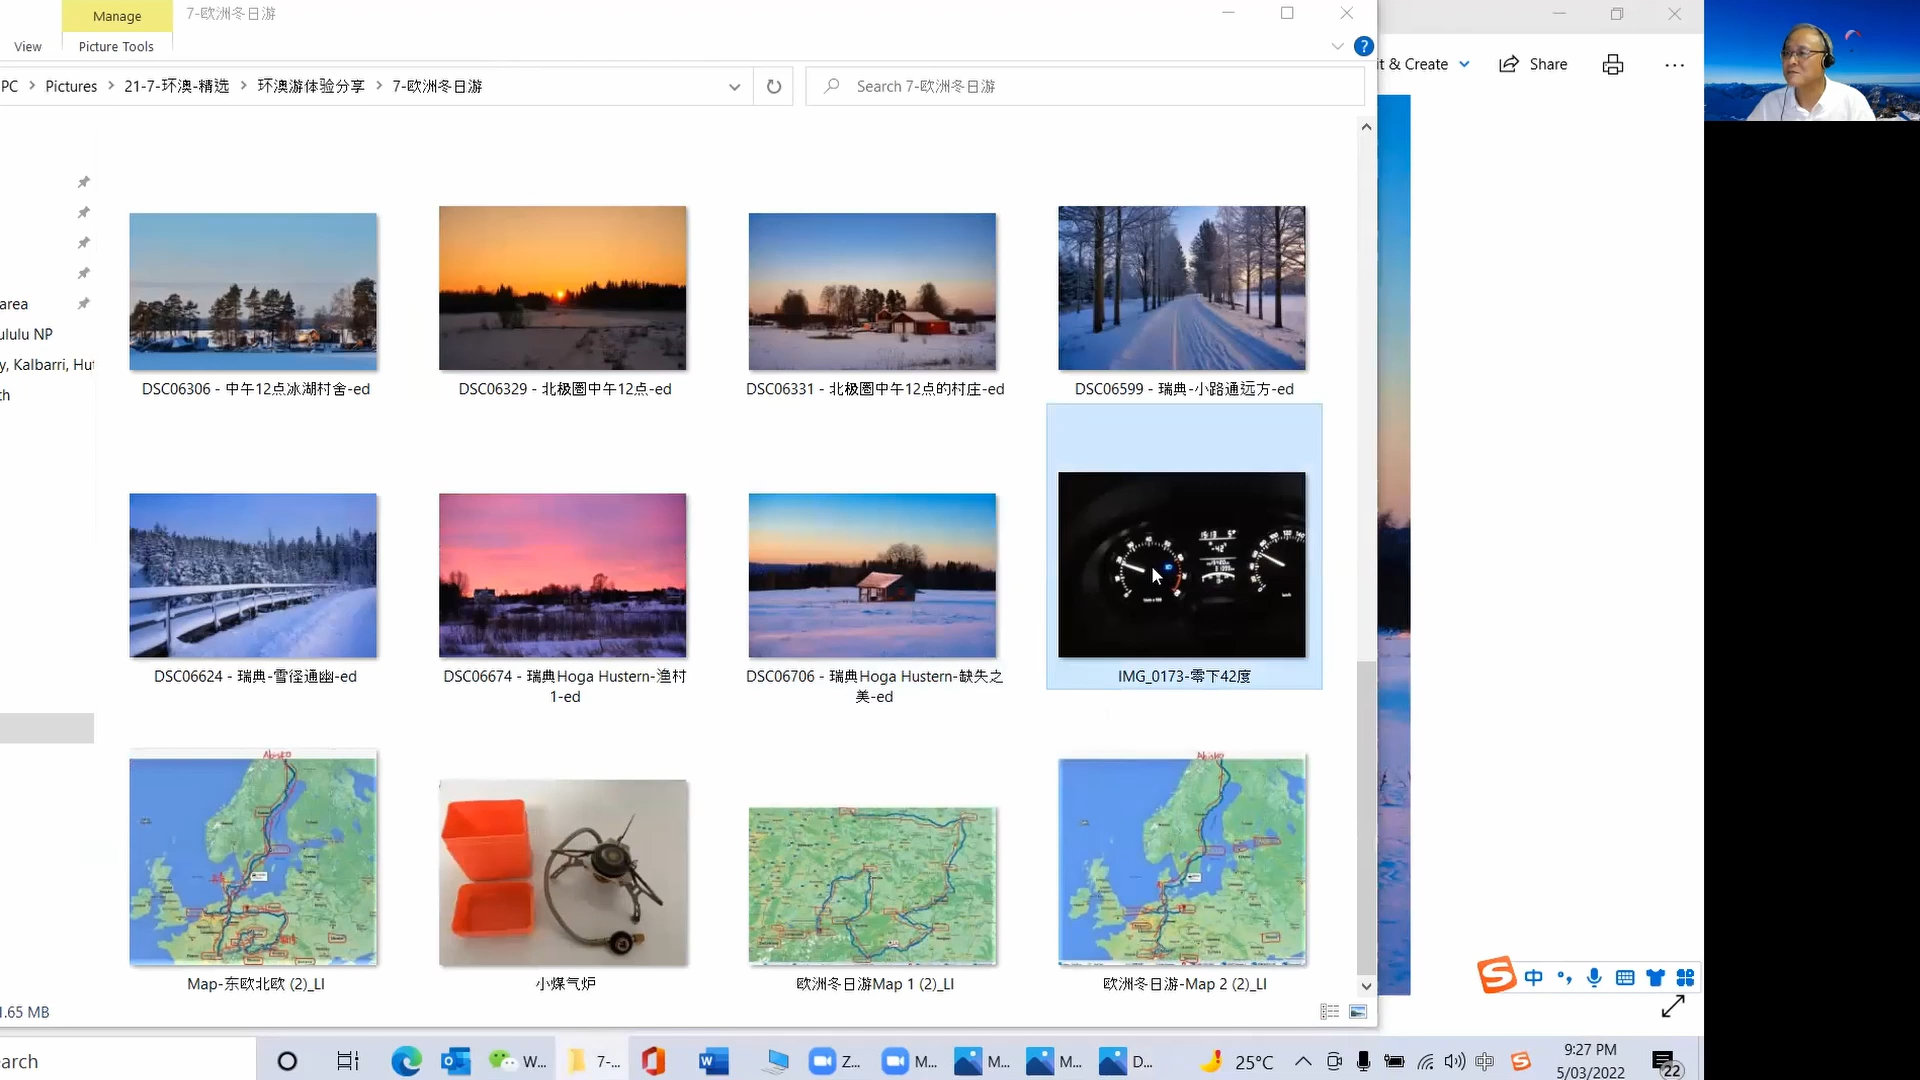 Manage
7-欧洲冬日游
View
Picture Tools
?
PC > Pictures > 21-7-环澳-精选 > 环澳游体验分享 > 7-欧洲冬日游
Search 7-欧洲冬日游
t & Create
Share
area
ululu NP
y, Kalbarri, Hut
th
DSC06306 - 中午12点冰湖村舍-ed
DSC06329 - 北极圈中午12点-ed
DSC06331 - 北极圈中午12点的村庄-ed
DSC06599 - 瑞典-小路通远方-ed
DSC06624 - 瑞典-雪径通幽-ed
DSC06674 - 瑞典Hoga Hustern-渔村
1-ed
DSC06706 - 瑞典Hoga Hustern-缺失之
美-ed
IMG_0173-零下42度
Abisko
Abisko
Map-东欧北欧 (2)_LI
小煤气炉
欧洲冬日游Map 1 (2)_LI
欧洲冬日游-Map 2 (2)_LI
中
1.65 MB
earch
W...
7-...
Z...
M...
M...
M...
D...
25°C
中
9:27 PM
5/03/2022
22